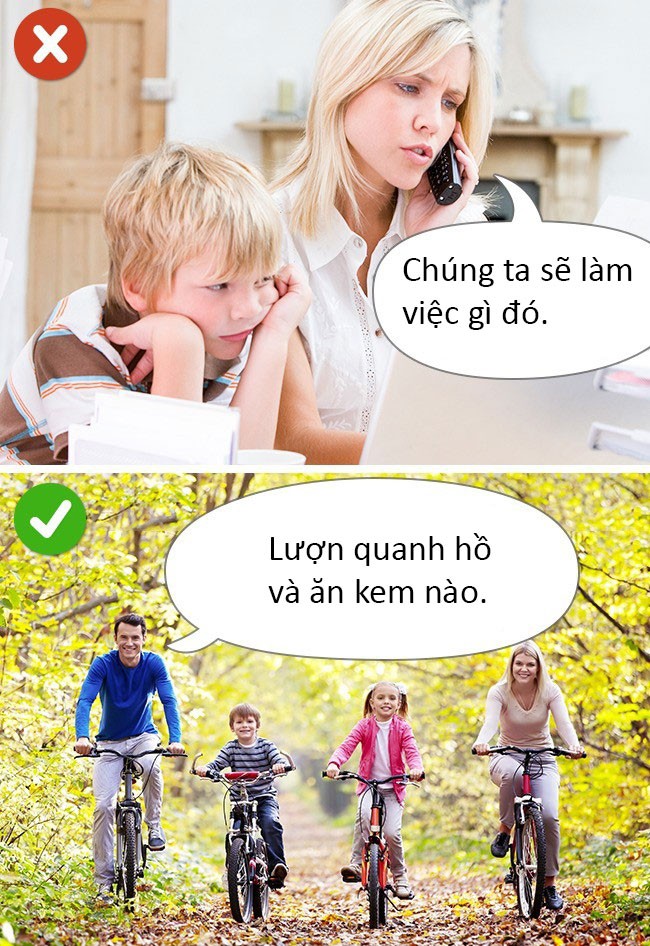 Chúng ta sẽ làm
việc gì đó.
Lượn quanh hồ
và ăn kem nào.